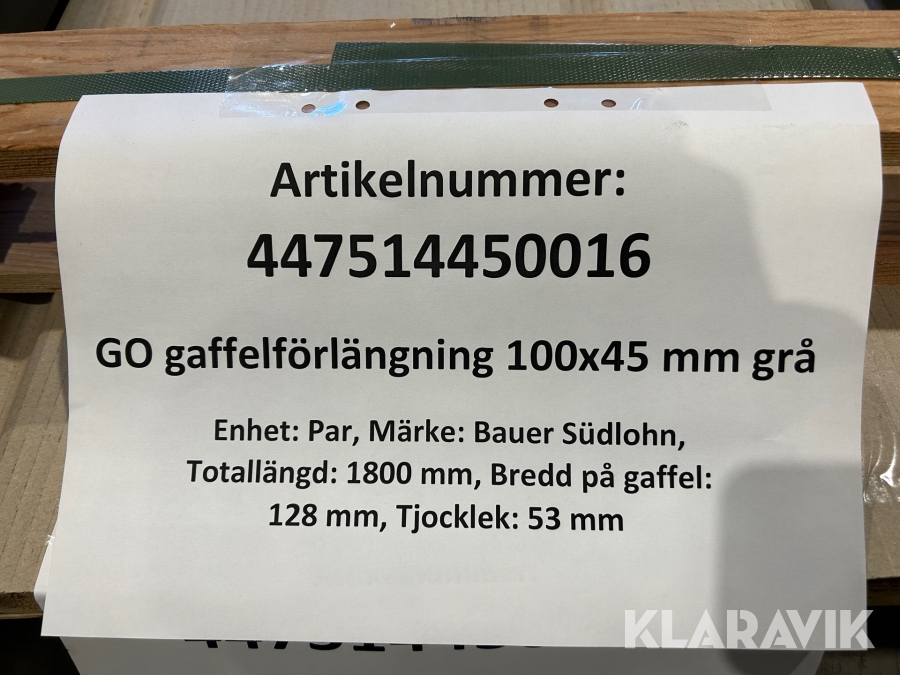 Artikelnummer:
447514450016
GO gaffelförlängning 100x45 mm grå
Enhet: Par, Märke: Bauer Südlohn,
Totallängd: 1800 mm, Bredd på gaffel:
128 mm, Tjocklek: 53 mm
KLARAVIK